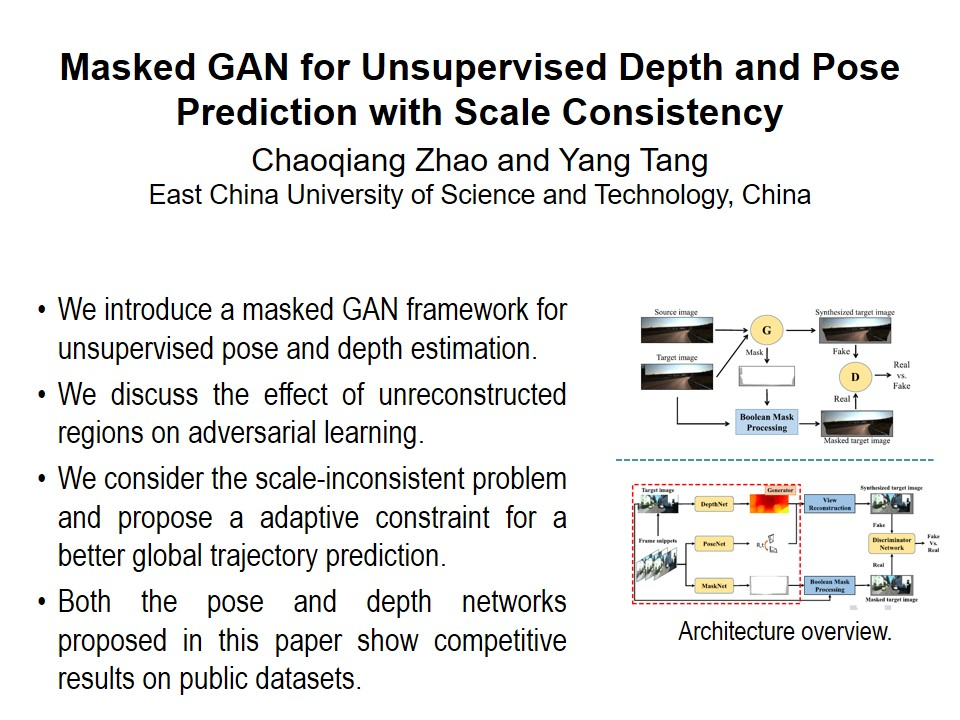 Masked GAN for Unsupervised Depth and Pose
Prediction with Scale Consistency
Chaoqiang Zhao and Yang Tang
East China University of Science and Technology, China
• We introduce a masked GAN framework for
unsupervised pose and depth estimation.
• We discuss the effect of unreconstructed
regions on adversarial learning.
• We consider the scale-inconsistent problem
and propose a adaptive constraint for a
better global trajectory prediction.
• Both the pose and depth networks
proposed in this paper show competitive
results on public datasets.
Source image
G
Synthesized target image
Target image
Mask
Fake
D
Real
vs.
Fake
Real
Boolean Mask
Processing
Masked target image
Target image
Generator
Synthesized target image
DepthNet
View
Reconstruction
Fake
Frame snippets
PoseNet
R,t
Discriminator
Network
Fake
Vs.
Real
Real
MaskNet
Boolean Mask
Processing
Masked target image
Architecture overview.